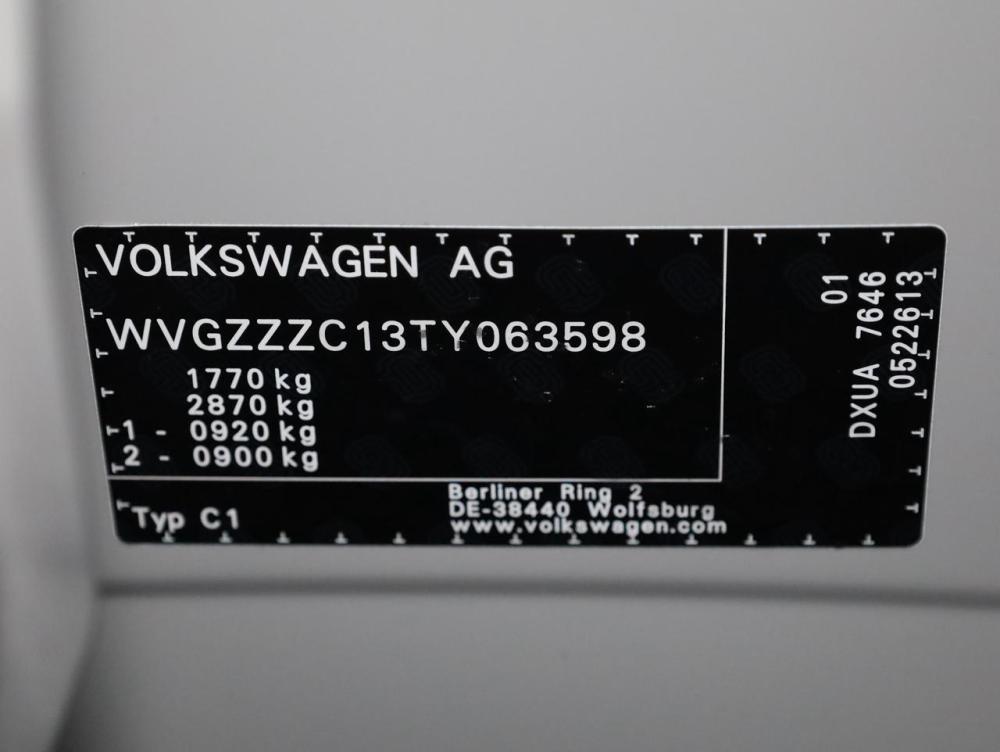 VOLKSWAGEN AG
WVGZZZC13TY063598
1770 kg
2870 kg
1 - 0920 kg
2 - 0900 kg
Typ C1
Berliner Ring 2
DE-38440 Wolfsburg
www.volkswagen.com
01
DXUA 7646
0522613